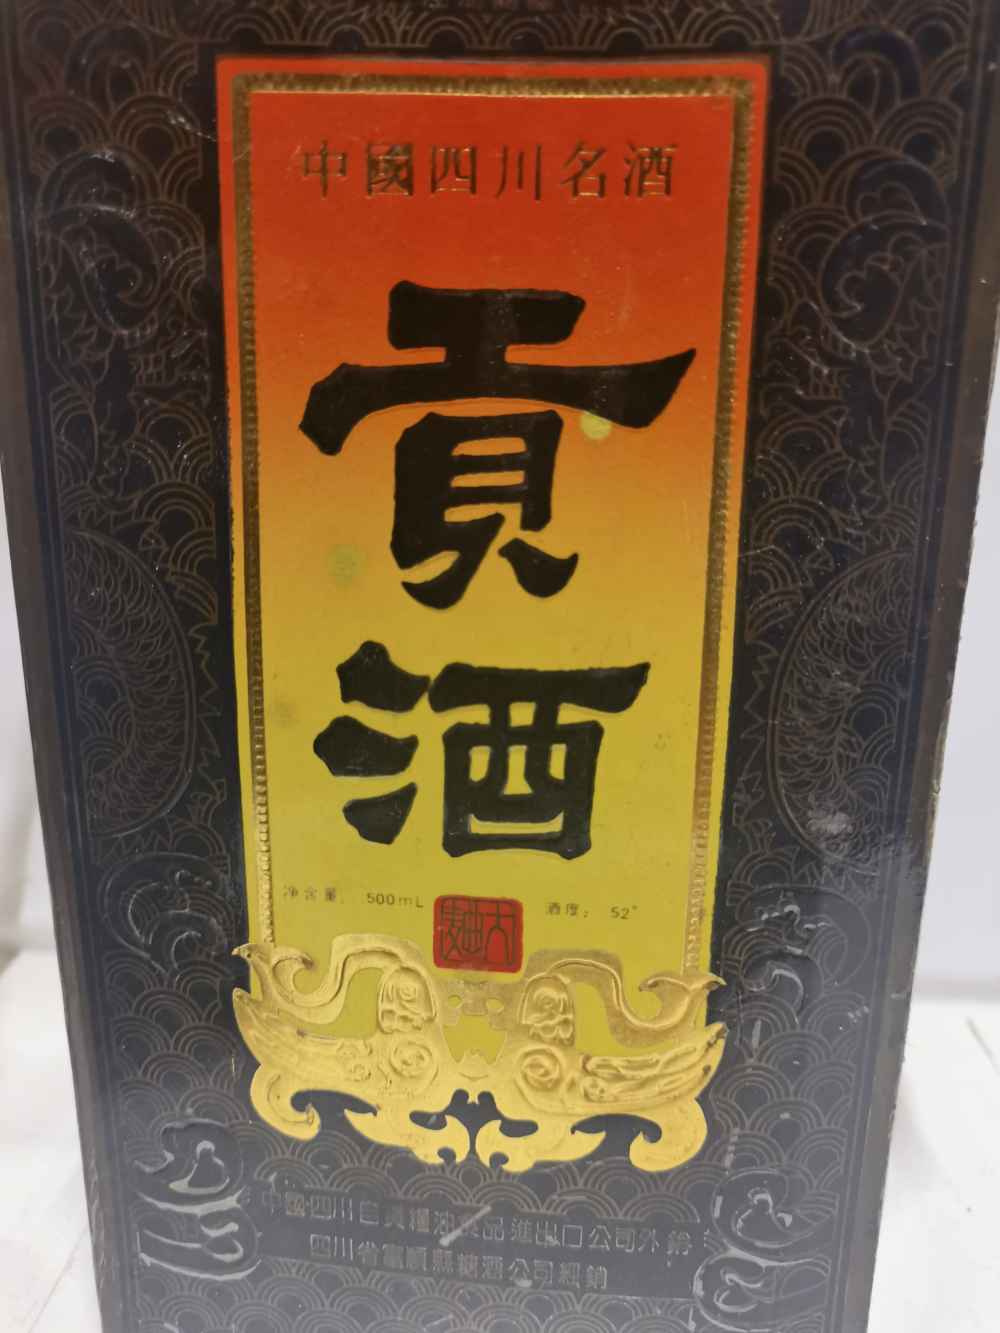 中國四川名酒
貢
酒
净含量: 500mL
酒度: 52°
中國四川自貢糧油食品進出口公司外銷
四川省富順縣糖酒公司經銷